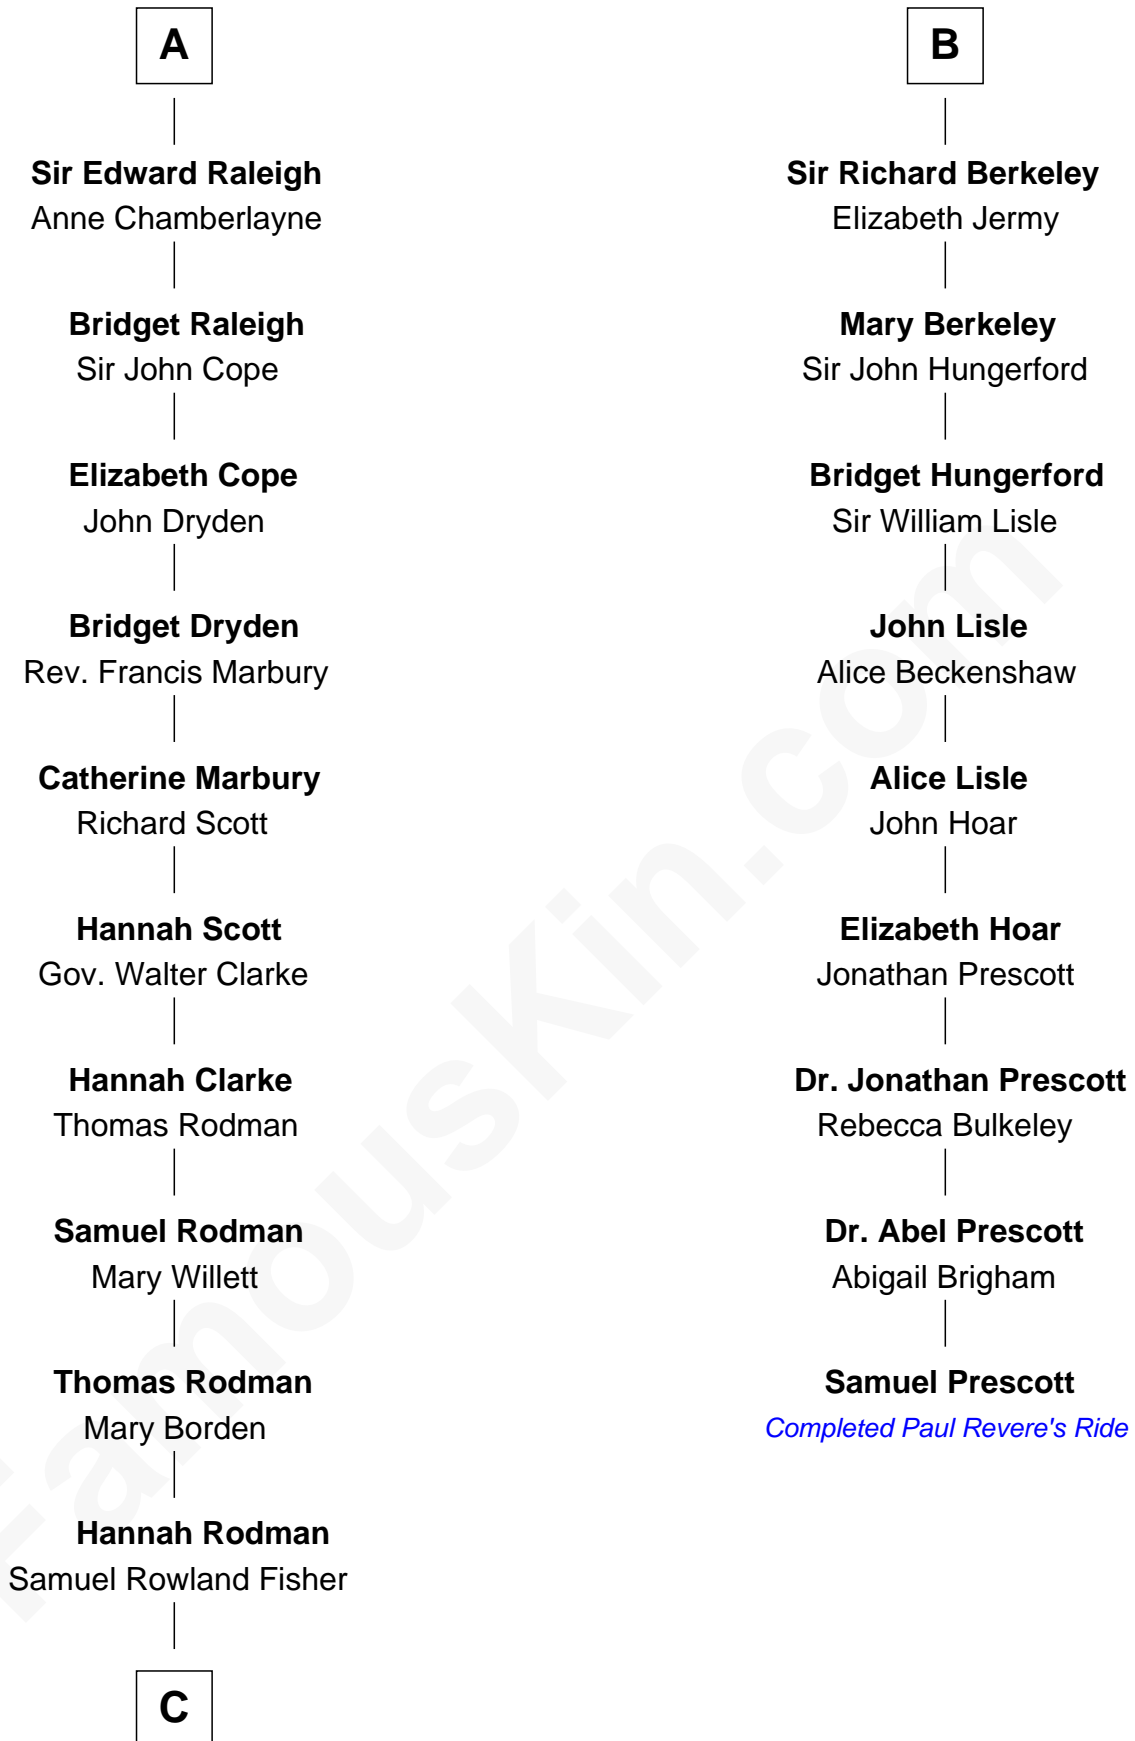 A
Sir Edward Raleigh
Anne Chamberlayne
Bridget Raleigh
Sir John Cope
Elizabeth Cope
John Dryden
Bridget Dryden
Rev. Francis Marbury
Catherine Marbury
Richard Scott
Hannah Scott
Gov. Walter Clarke
Hannah Clarke
Thomas Rodman
Samuel Rodman
Mary Willett
Thomas Rodman
Mary Borden
Hannah Rodman
Samuel Rowland Fisher
C
B
Sir Richard Berkeley
Elizabeth Jermy
Mary Berkeley
Sir John Hungerford
Bridget Hungerford
Sir William Lisle
John Lisle
Alice Beckenshaw
Alice Lisle
John Hoar
Elizabeth Hoar
Jonathan Prescott
Dr. Jonathan Prescott
Rebecca Bulkeley
Dr. Abel Prescott
Abigail Brigham
Samuel Prescott
Completed Paul Revere's Ride
FamousKin.com